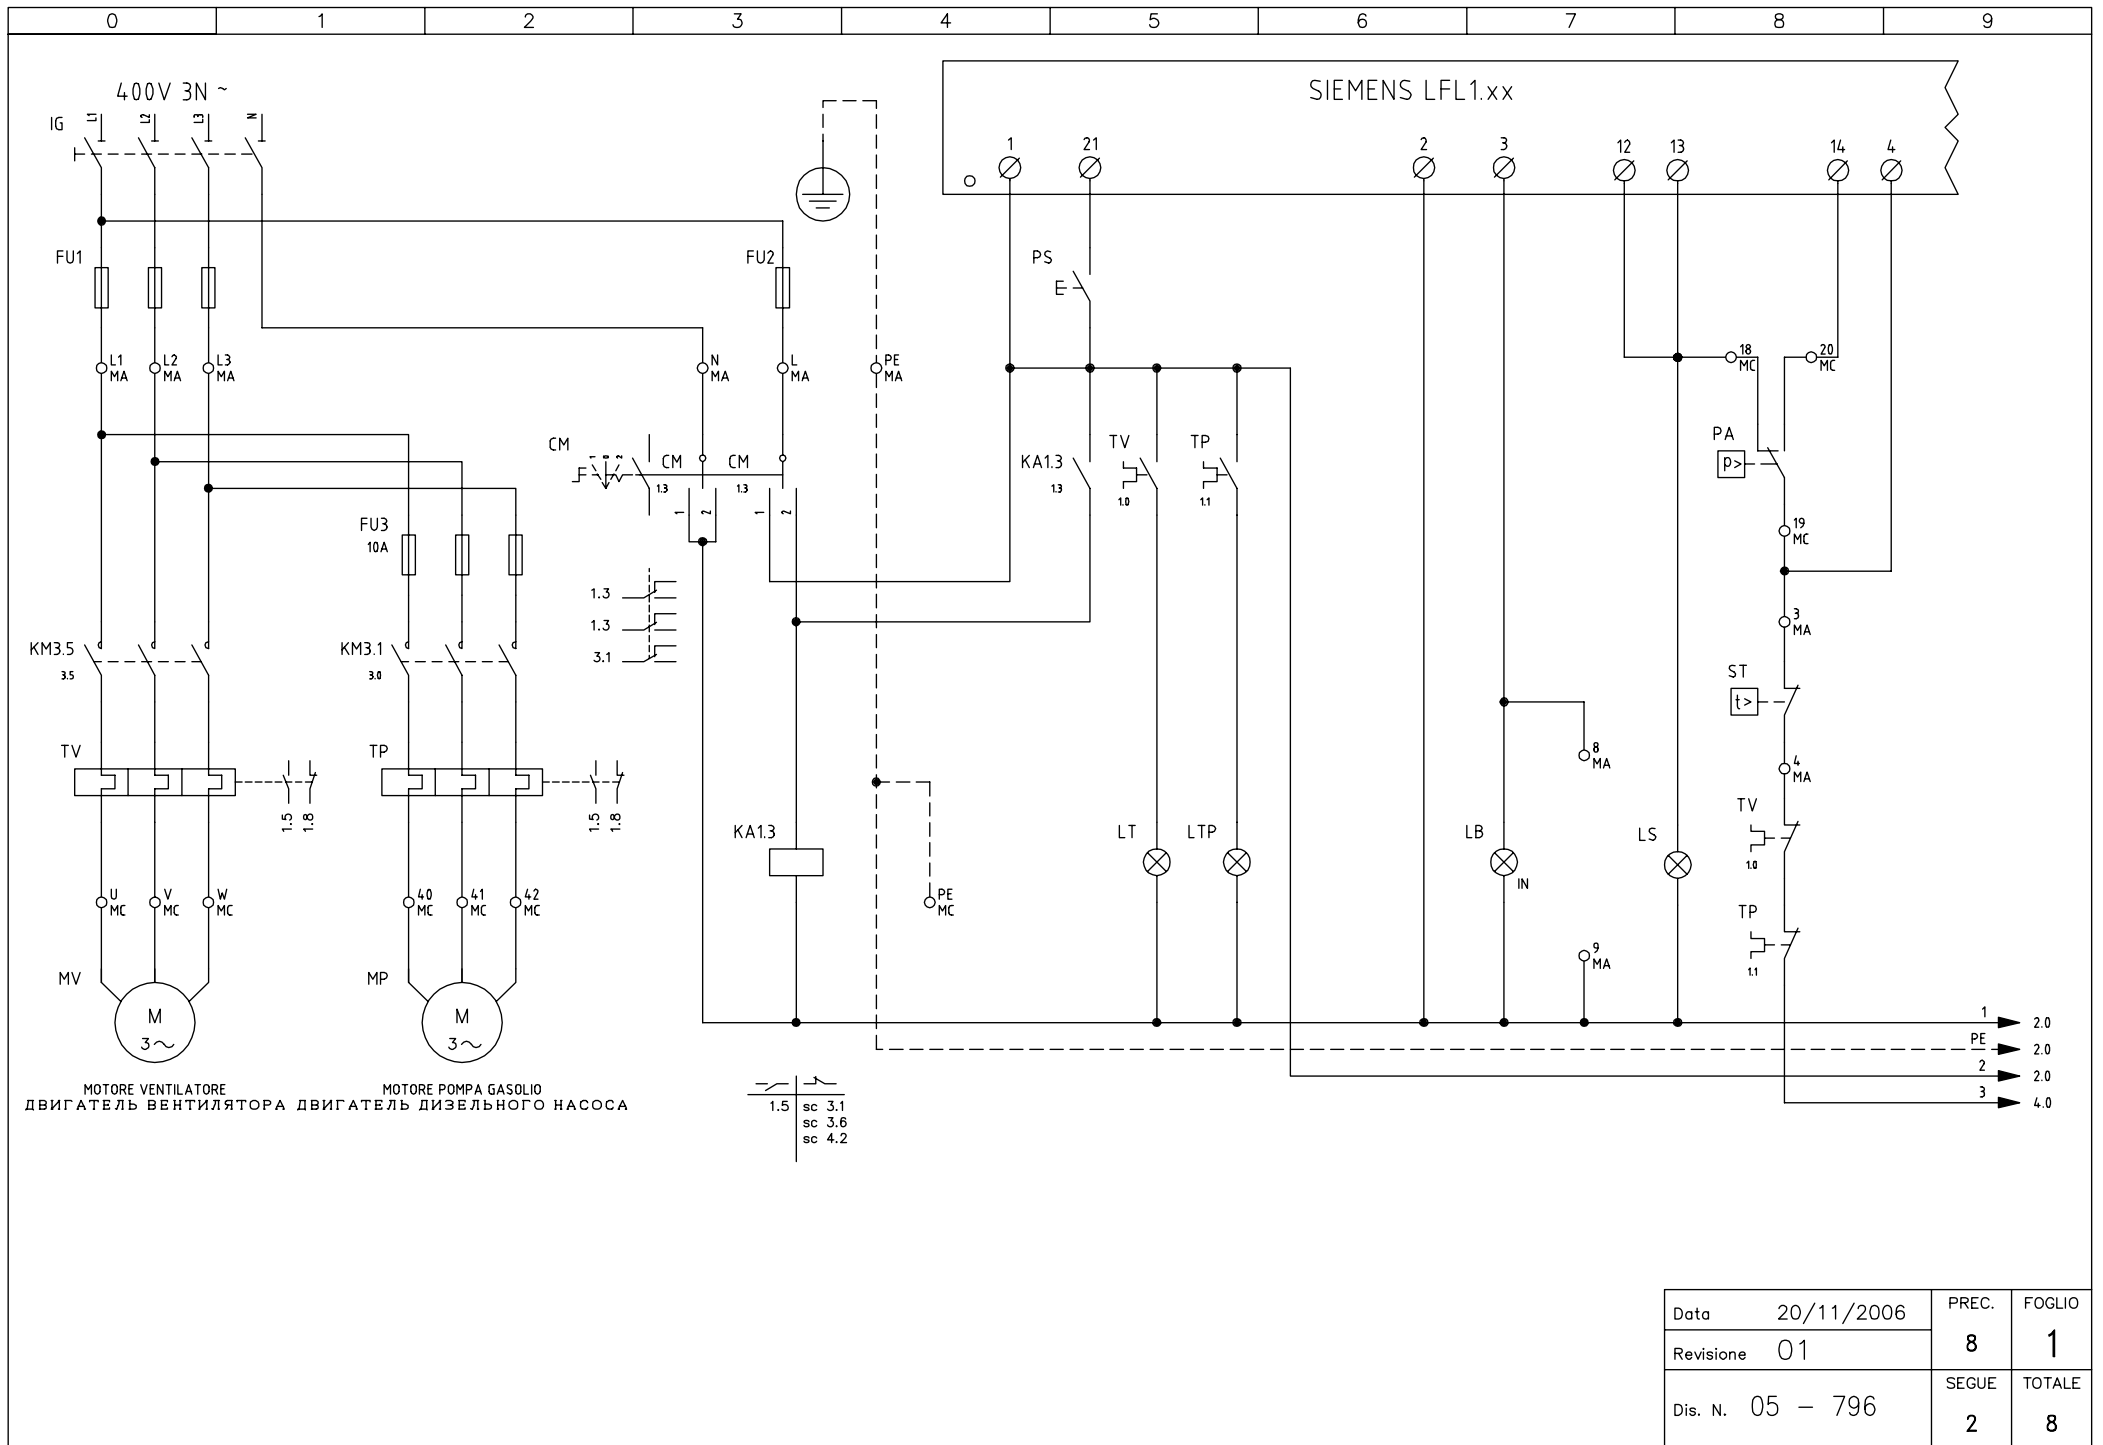 0 1 2 3 4 5 6 7 8 9
400V 3N ~
SIEMENS LFL1.xx
IG L1 L2 L3 N
1 21 2 3 12 13 14 4
FU1 FU2 PS
L1 MA
L2 MA
L3 MA
N MA
L MA
PE MA
18 MC
20 MC
CM 1 0 2
CM 1.3
CM 1.3
1 2 1 2
KA1.3 1.3
TV 1.0
TP 1.1
PA p>
19 MC
FU3
10A
1.3
1.3
3.1
3 MA
KM3.5
3.5
KM3.1
3.0
ST t>
TV TP
1.5 1.8
1.5 1.8
8 MA
4 MA
TV 1.0
KA1.3 LT LTP LB IN LS
U MC
V MC
W MC
40 MC
41 MC
42 MC
PE MC
TP 1.1
9 MA
MV M 3~
MP M 3~
1 2.0
PE 2.0
2 2.0
3 4.0
MOTORE VENTILATORE
ДВИГАТЕЛЬ ВЕНТИЛЯТОРА
MOTORE POMPA GASOLIO
ДВИГАТЕЛЬ ДИЗЕЛЬНОГО НАСОСА
1.5 sc 3.1
sc 3.6
sc 4.2
Data 20/11/2006
Revisione 01
Dis. N. 05 - 796
PREC. 8
FOGLIO 1
SEGUE 2
TOTALE 8